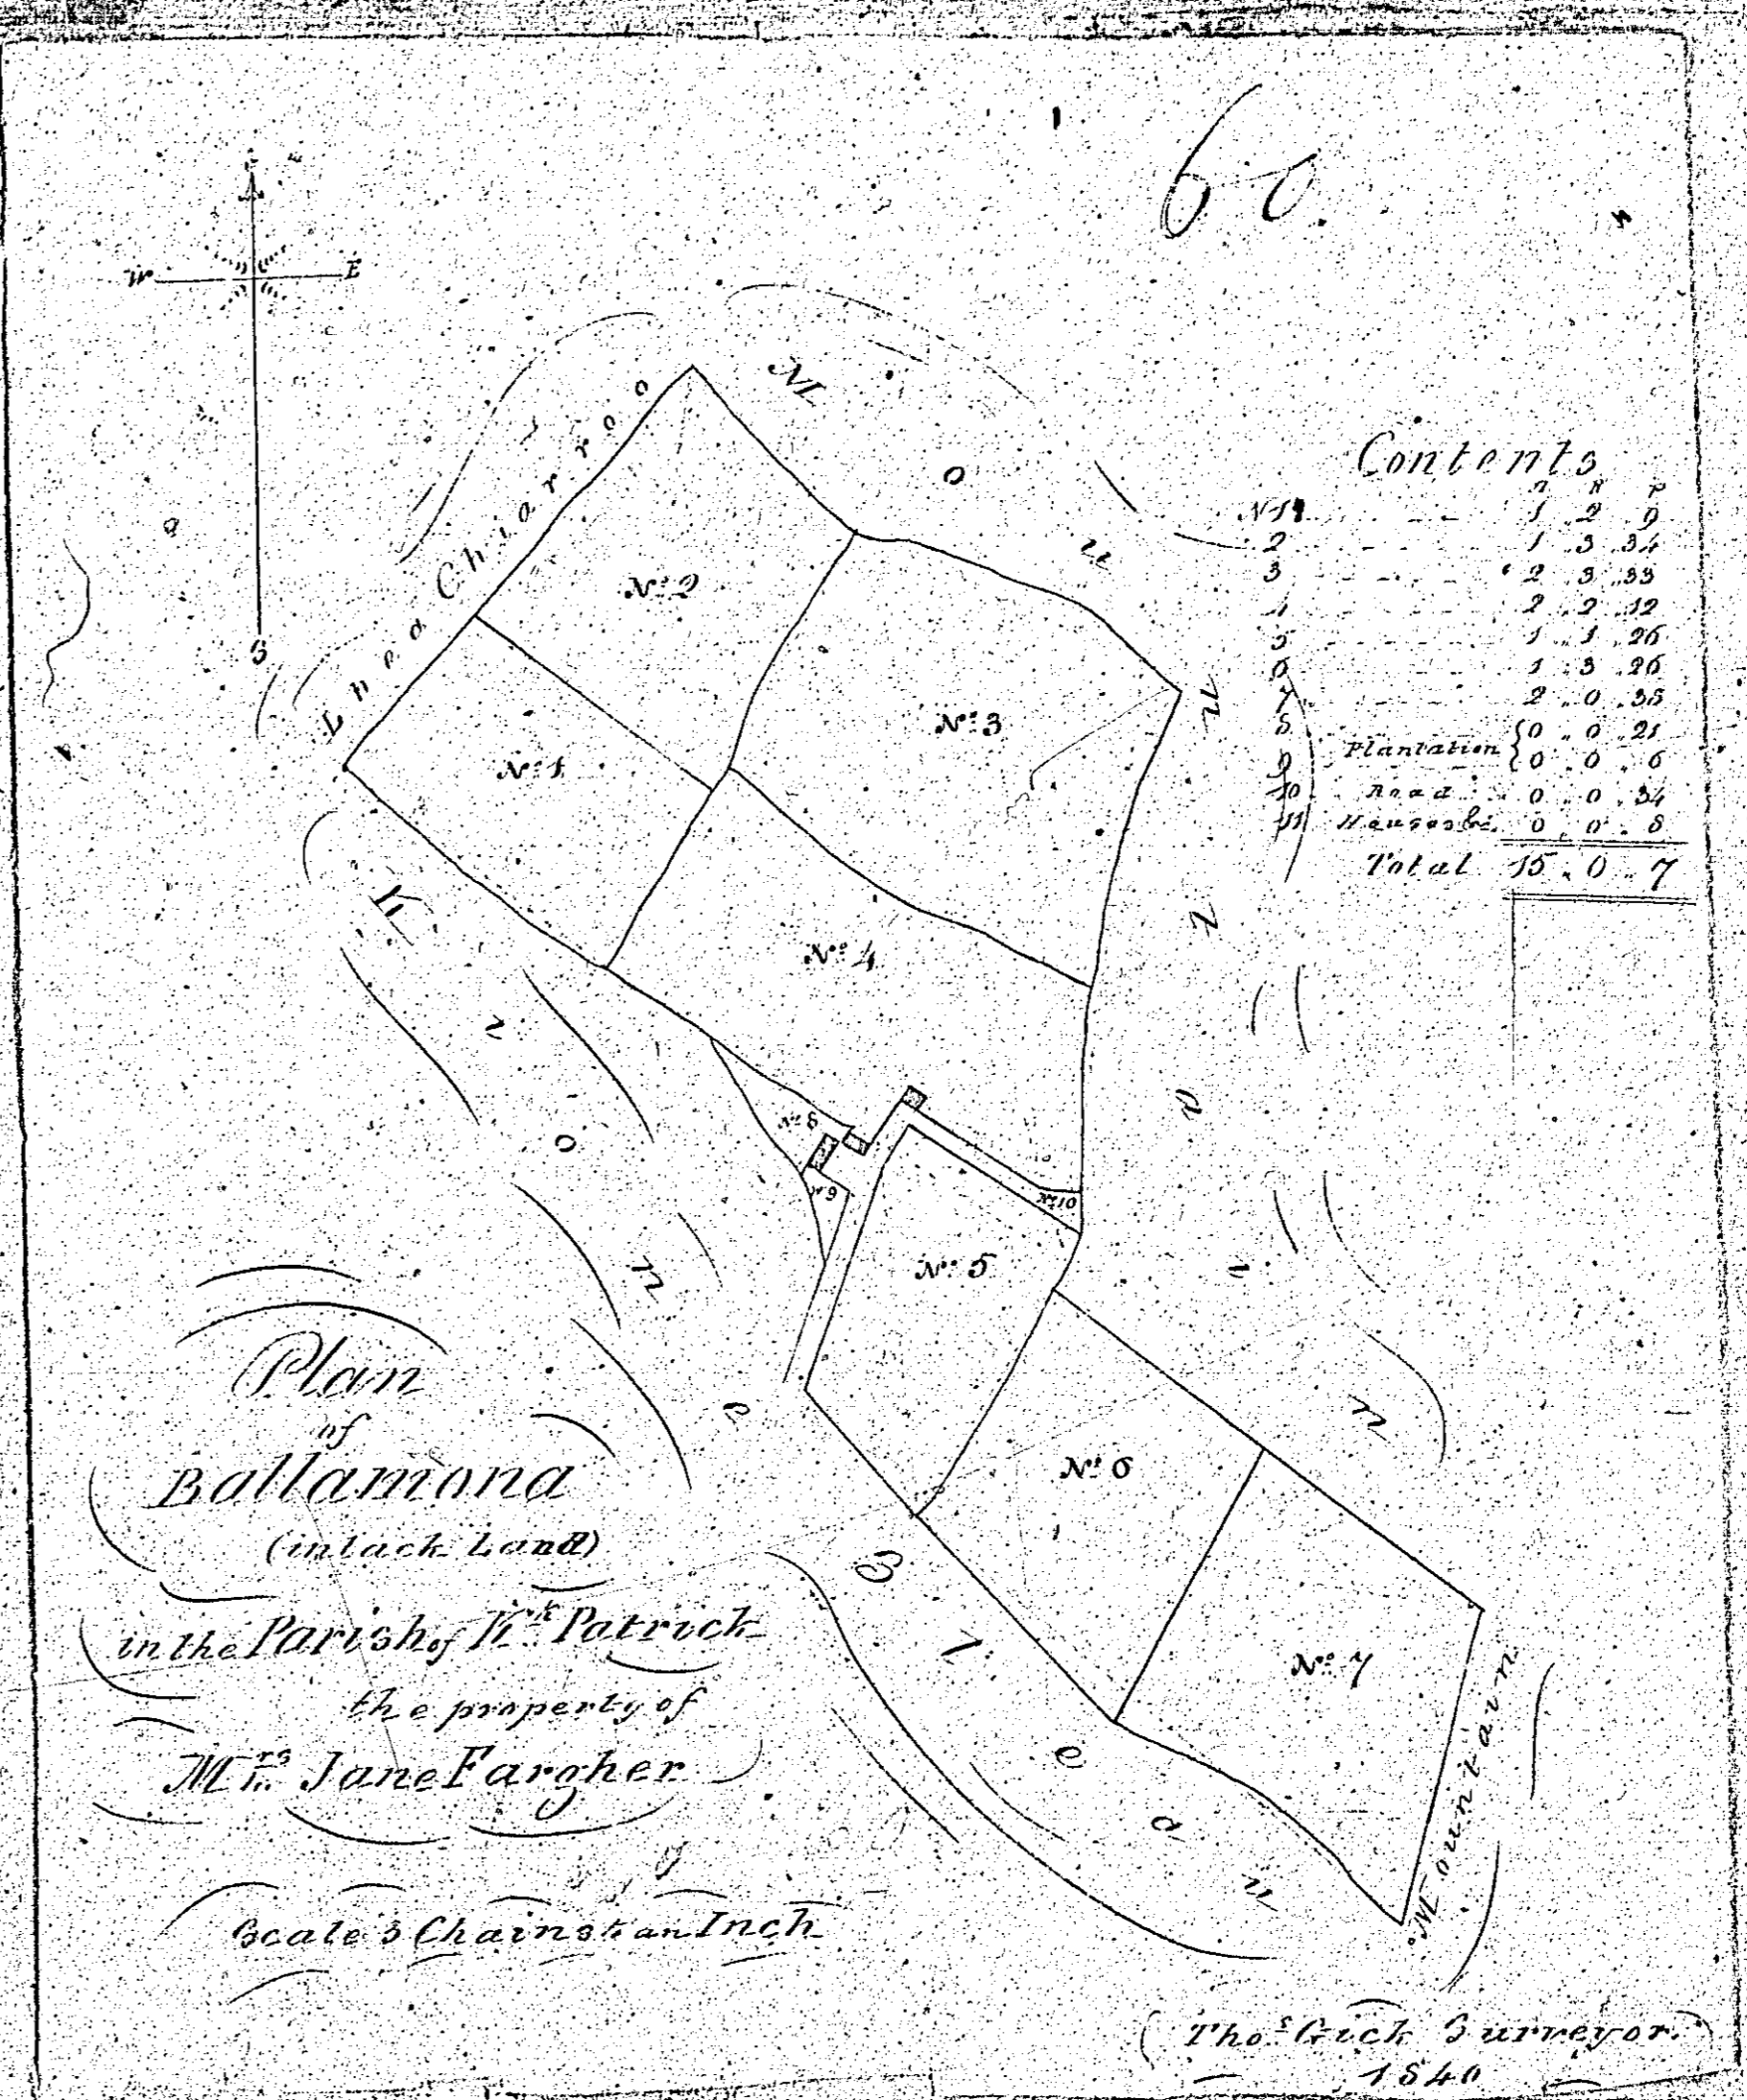 60.
N
W E
S
Contents
A R P
No 1 1 " 2 " 9
2 1 " 3 " 34
3 2 " 3 " 33
4 2 " 2 " 12
5 1 " 1 " 26
6 1 " 3 " 26
7 2 " 0 " 38
8 Plantation { 0 " 0 " 21
9 { 0 " 0 " 6
10 Road 0 " 0 " 34
11 Houses &c. 0 " 0 " 8
Total 15 " 0 " 7
Lhea Chiarroo
Mountain
No. 2
No. 3
No. 1
No. 4
No 8
No 9
No 10
No. 5
No. 6
No. 7
Krone Bleau
Mountain
Plan
of
Ballamona
(intack Land)
in the Parish of Kk. Patrick
the property of
Mrs. Jane Fargher
Scale 3 Chains to an Inch
(Thos. Gick Surveyor.)
1840